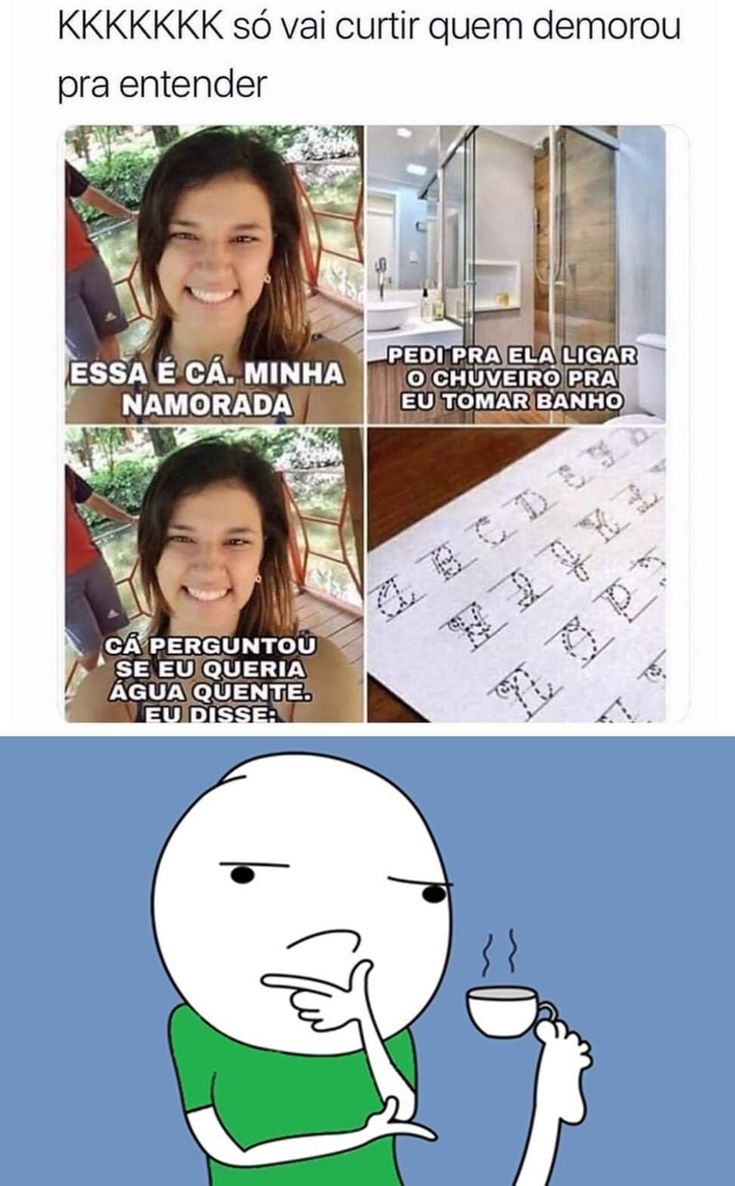 KKKKKKK só vai curtir quem demorou
pra entender
ESSA É CÁ. MINHA
NAMORADA
PEDI PRA ELA LIGAR
O CHUVEIRO PRA
EU TOMAR BANHO
CÁ PERGUNTOU
SE EU QUERIA
ÁGUA QUENTE.
EU DISSE:
A B C D E